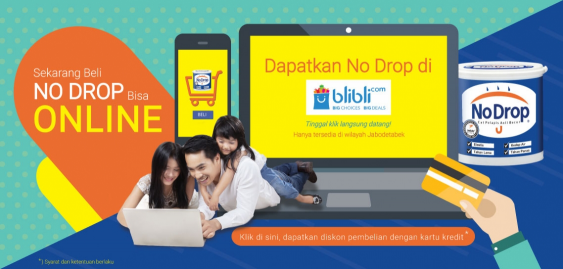 Sekarang Beli
NO DROP Bisa
ONLINE
BELI
Dapatkan No Drop di
blibli.com
BIG CHOICES BIG DEALS
Tinggal klik langsung datang!
Hanya tersedia di wilayah Jabodetabek
NoDrop
Klik di sini, dapatkan diskon pembelian dengan kartu kredit*
*) Syarat dan ketentuan berlaku